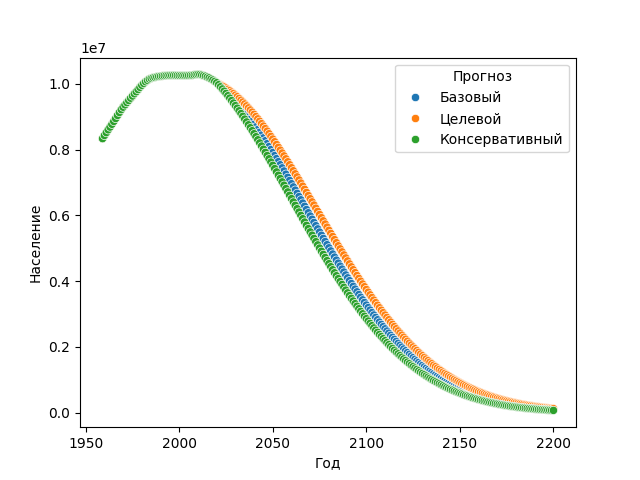 1e7
Прогноз
Базовый
Целевой
Консервативный
1.0
0.8
0.6
0.4
0.2
0.0
Население
1950 2000 2050 2100 2150 2200
Год